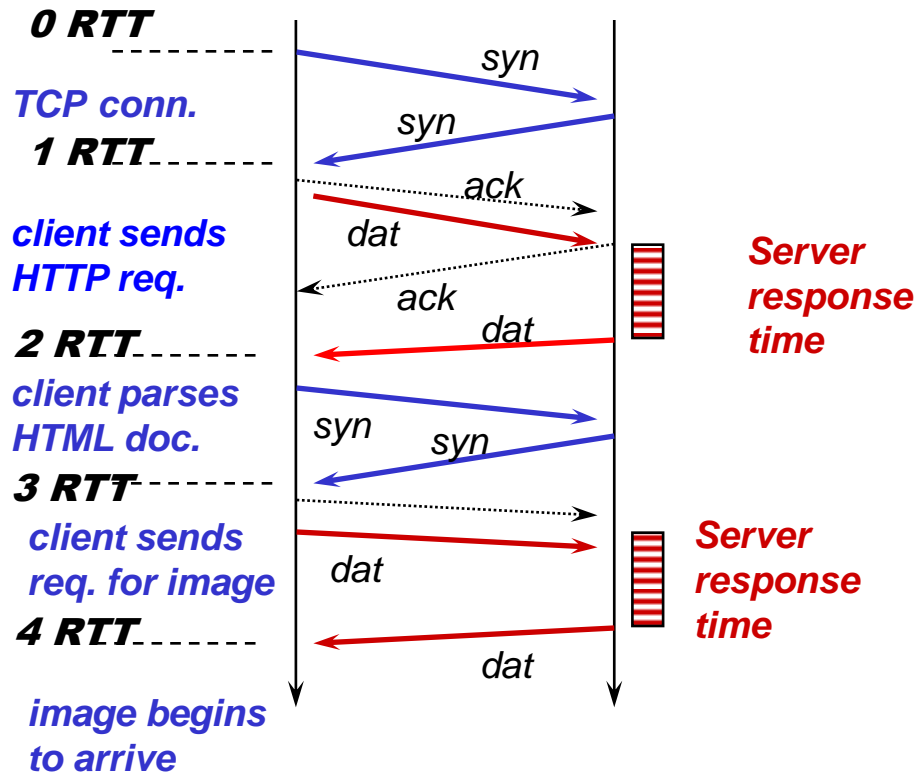 0 RTT
syn
TCP conn.
syn
1 RTT
ack
client sends
HTTP req.
dat
Server
response
time
ack
dat
2 RTT
client parses
HTML doc.
syn
syn
3 RTT
client sends
req. for image
dat
Server
response
time
4 RTT
dat
image begins
to arrive